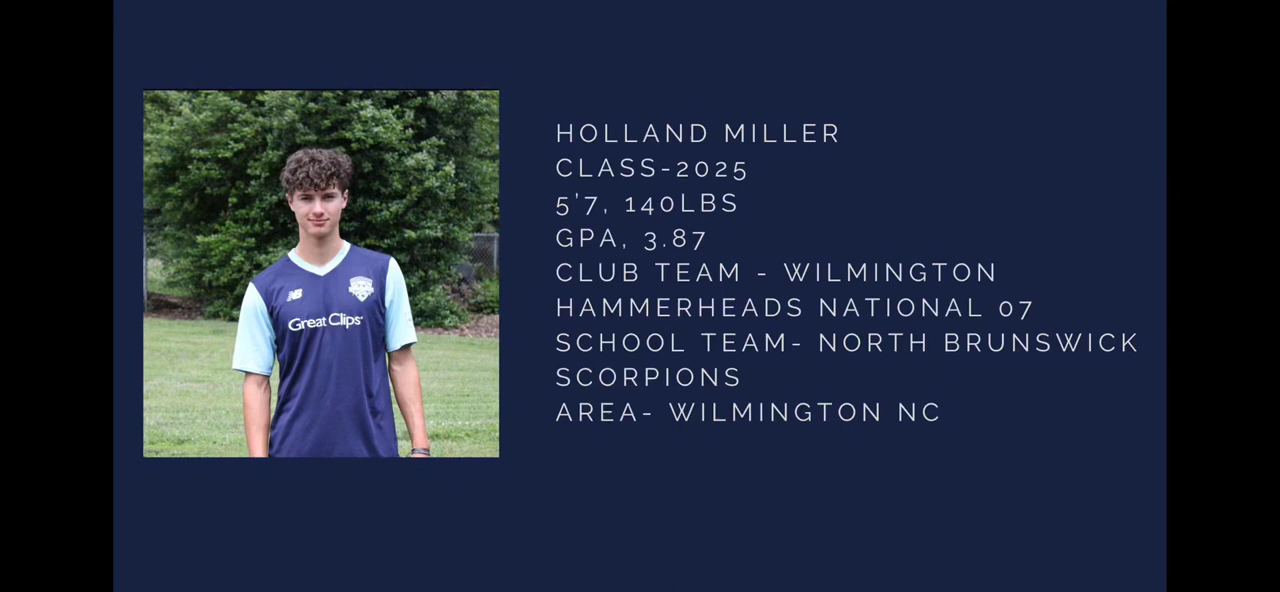 NB
Great Clips
HOLLAND MILLER
CLASS-2025
5'7, 140LBS
GPA, 3.87
CLUB TEAM - WILMINGTON
HAMMERHEADS NATIONAL 07
SCHOOL TEAM- NORTH BRUNSWICK
SCORPIONS
AREA- WILMINGTON NC